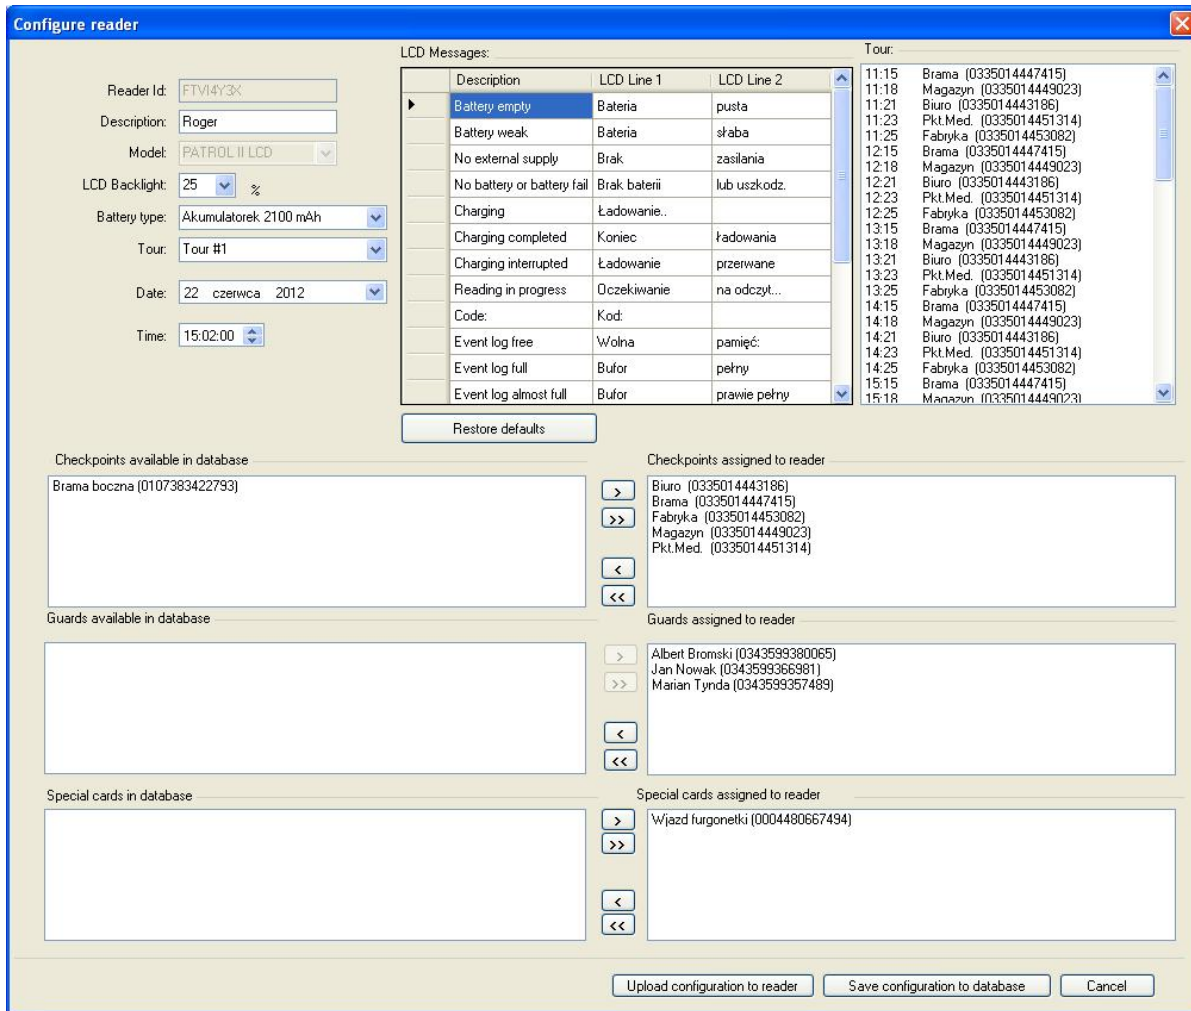 Configure reader
Reader Id: FTVI4Y3X
Description: Roger
Model: PATROL II LCD
LCD Backlight: 25 %
Battery type: Akumulatorek 2100 mAh
Tour: Tour #1
Date: 22 czerwca 2012
Time: 15:02:00
LCD Messages:
Description LCD Line 1 LCD Line 2
Battery empty Bateria pusta
Battery weak Bateria słaba
No external supply Brak zasilania
No battery or battery fail Brak baterii lub uszkodz.
Charging Ładowanie..
Charging completed Koniec ładowania
Charging interrupted Ładowanie przerwane
Reading in progress Oczekiwanie na odczyt...
Code: Kod:
Event log free Wolna pamięć:
Event log full Bufor pełny
Event log almost full Bufor prawie pełny
Restore defaults
Tour:
11:15 Brama (0335014447415)
11:18 Magazyn (0335014449023)
11:21 Biuro (0335014443186)
11:23 Pkt.Med. (0335014451314)
11:25 Fabryka (0335014453082)
12:15 Brama (0335014447415)
12:18 Magazyn (0335014449023)
12:21 Biuro (0335014443186)
12:23 Pkt.Med. (0335014451314)
12:25 Fabryka (0335014453082)
13:15 Brama (0335014447415)
13:18 Magazyn (0335014449023)
13:21 Biuro (0335014443186)
13:23 Pkt.Med. (0335014451314)
13:25 Fabryka (0335014453082)
14:15 Brama (0335014447415)
14:18 Magazyn (0335014449023)
14:21 Biuro (0335014443186)
14:23 Pkt.Med. (0335014451314)
14:25 Fabryka (0335014453082)
15:15 Brama (0335014447415)
15:18 Magazyn (0335014449023)
Checkpoints available in database
Brama boczna (0107383422793)
>
>>
<
<<
Checkpoints assigned to reader
Biuro (0335014443186)
Brama (0335014447415)
Fabryka (0335014453082)
Magazyn (0335014449023)
Pkt.Med. (0335014451314)
Guards available in database
>
>>
<
<<
Guards assigned to reader
Albert Bromski (0343599380065)
Jan Nowak (0343599366981)
Marian Tynda (0343599357489)
Special cards in database
>
>>
<
<<
Special cards assigned to reader
Wjazd furgonetki (0004480667494)
Upload configuration to reader
Save configuration to database
Cancel